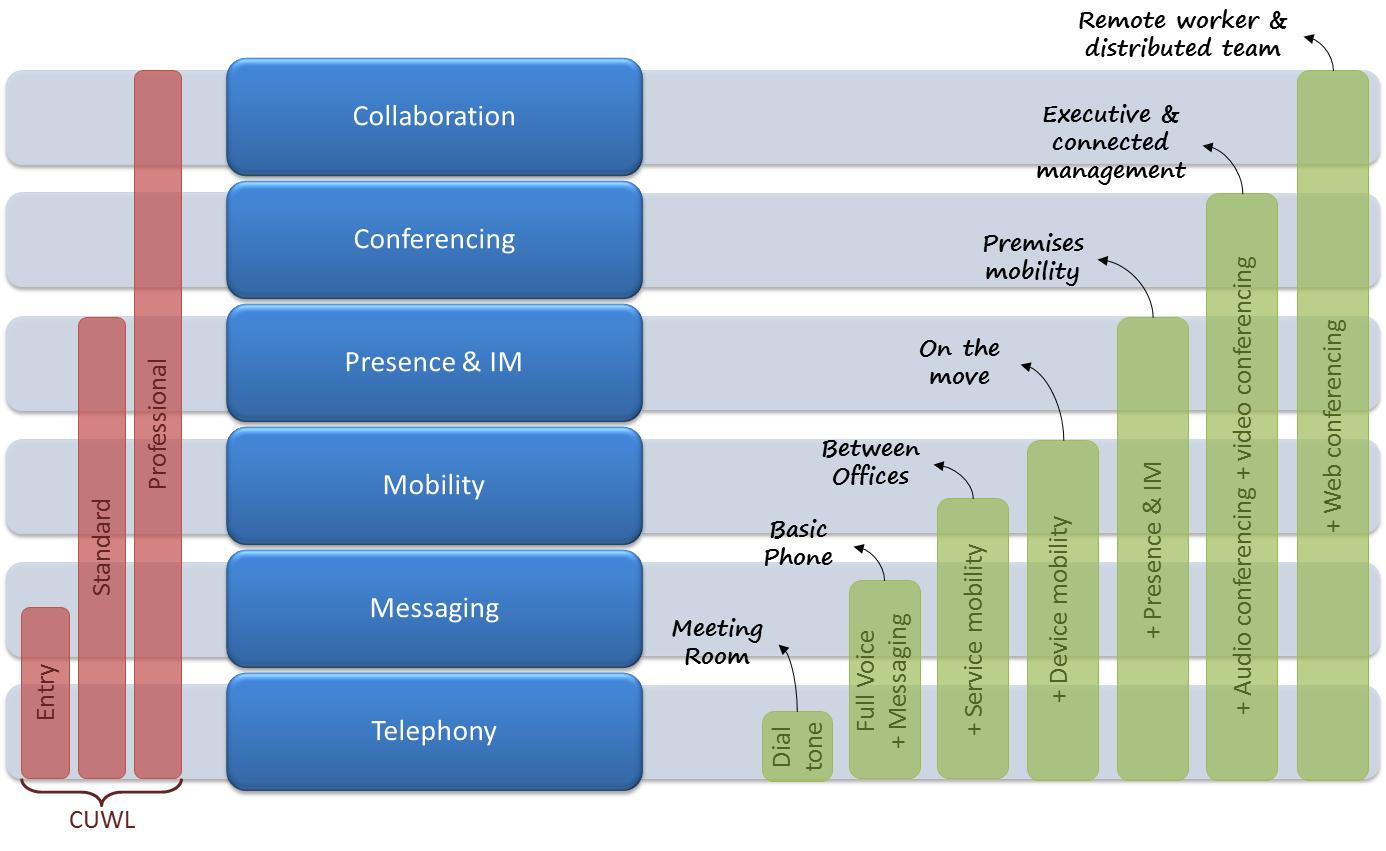 Remote worker &
distributed team
Collaboration
Executive &
connected
management
Conferencing
Premises
mobility
Presence & IM
On the
move
Mobility
Between
Offices
Basic
Phone
Messaging
Meeting
Room
Telephony
Entry
Standard
Professional
CUWL
Dial
tone
Full Voice
+ Messaging
+ Service mobility
+ Device mobility
+ Presence & IM
+ Audio conferencing + video conferencing
+ Web conferencing